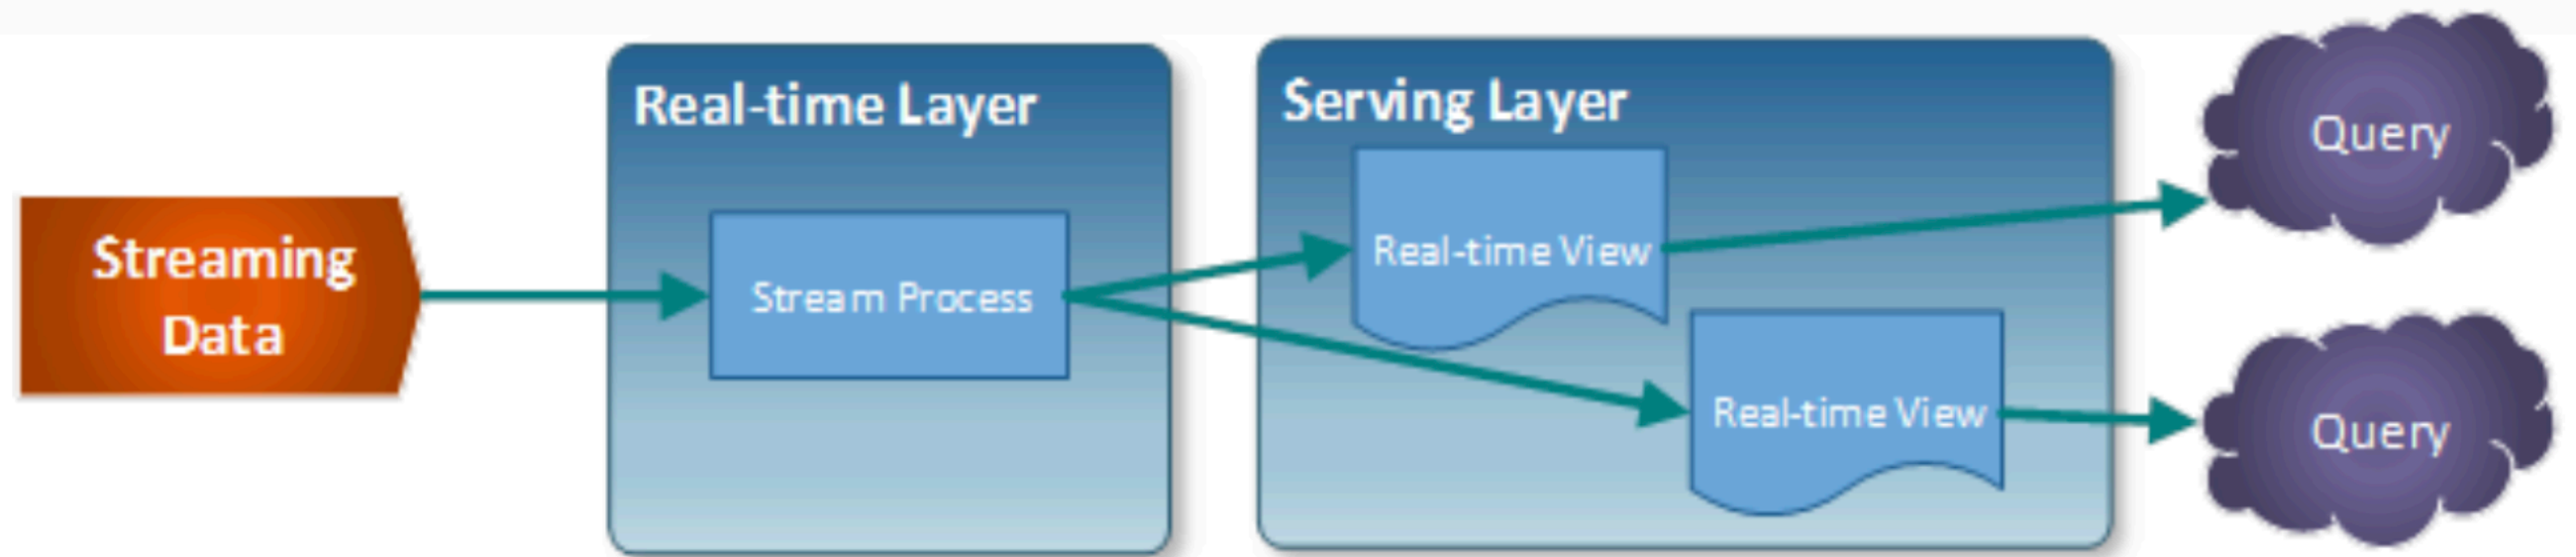 Streaming
Data
Real-time Layer
Stream Process
Serving Layer
Real-time View
Real-time View
Query
Query